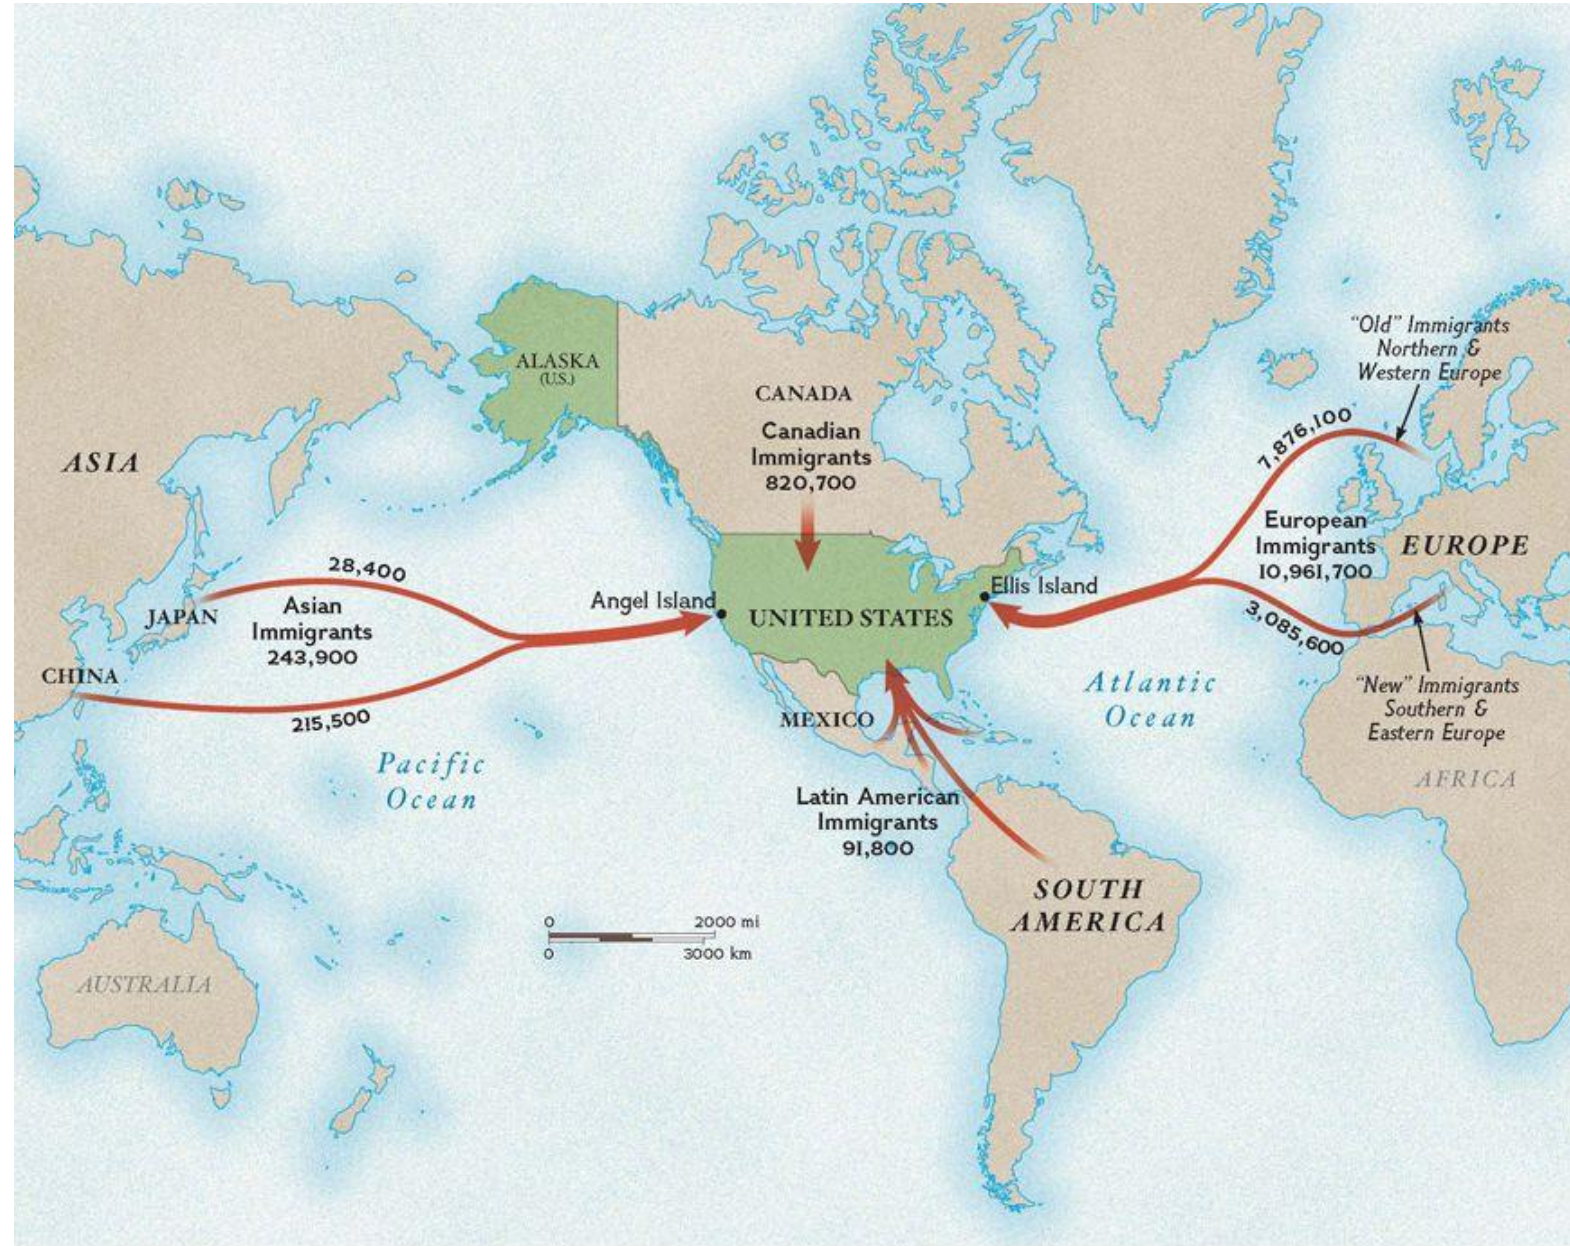 "Old" Immigrants
Northern &
Western Europe
ALASKA
(U.S.)
CANADA
Canadian
Immigrants
820,700
7,876,100
ASIA
European
Immigrants
10,961,700
EUROPE
28,400
JAPAN
Asian
Immigrants
243,900
Angel Island
UNITED STATES
Ellis Island
3,085,600
CHINA
215,500
MEXICO
Atlantic
Ocean
"New" Immigrants
Southern &
Eastern Europe
AFRICA
Pacific
Ocean
Latin American
Immigrants
91,800
SOUTH
AMERICA
0 2000 mi
0 3000 km
AUSTRALIA